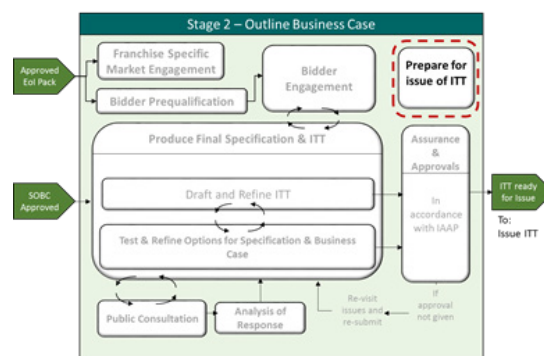 Stage 2 – Outline Business Case
Approved
EoI Pack
Franchise Specific
Market Engagement
Bidder Prequalification
Bidder
Engagement
Prepare for
issue of ITT
Produce Final Specification & ITT
Assurance
&
Approvals
SOBC
Approved
Draft and Refine ITT
In
accordance
with IAAP
ITT ready
for Issue
To:
Issue ITT
Test & Refine Options for Specification & Business
Case
Public Consultation
Analysis of
Response
Re-visit
issues and
re-submit
If
approval
not given